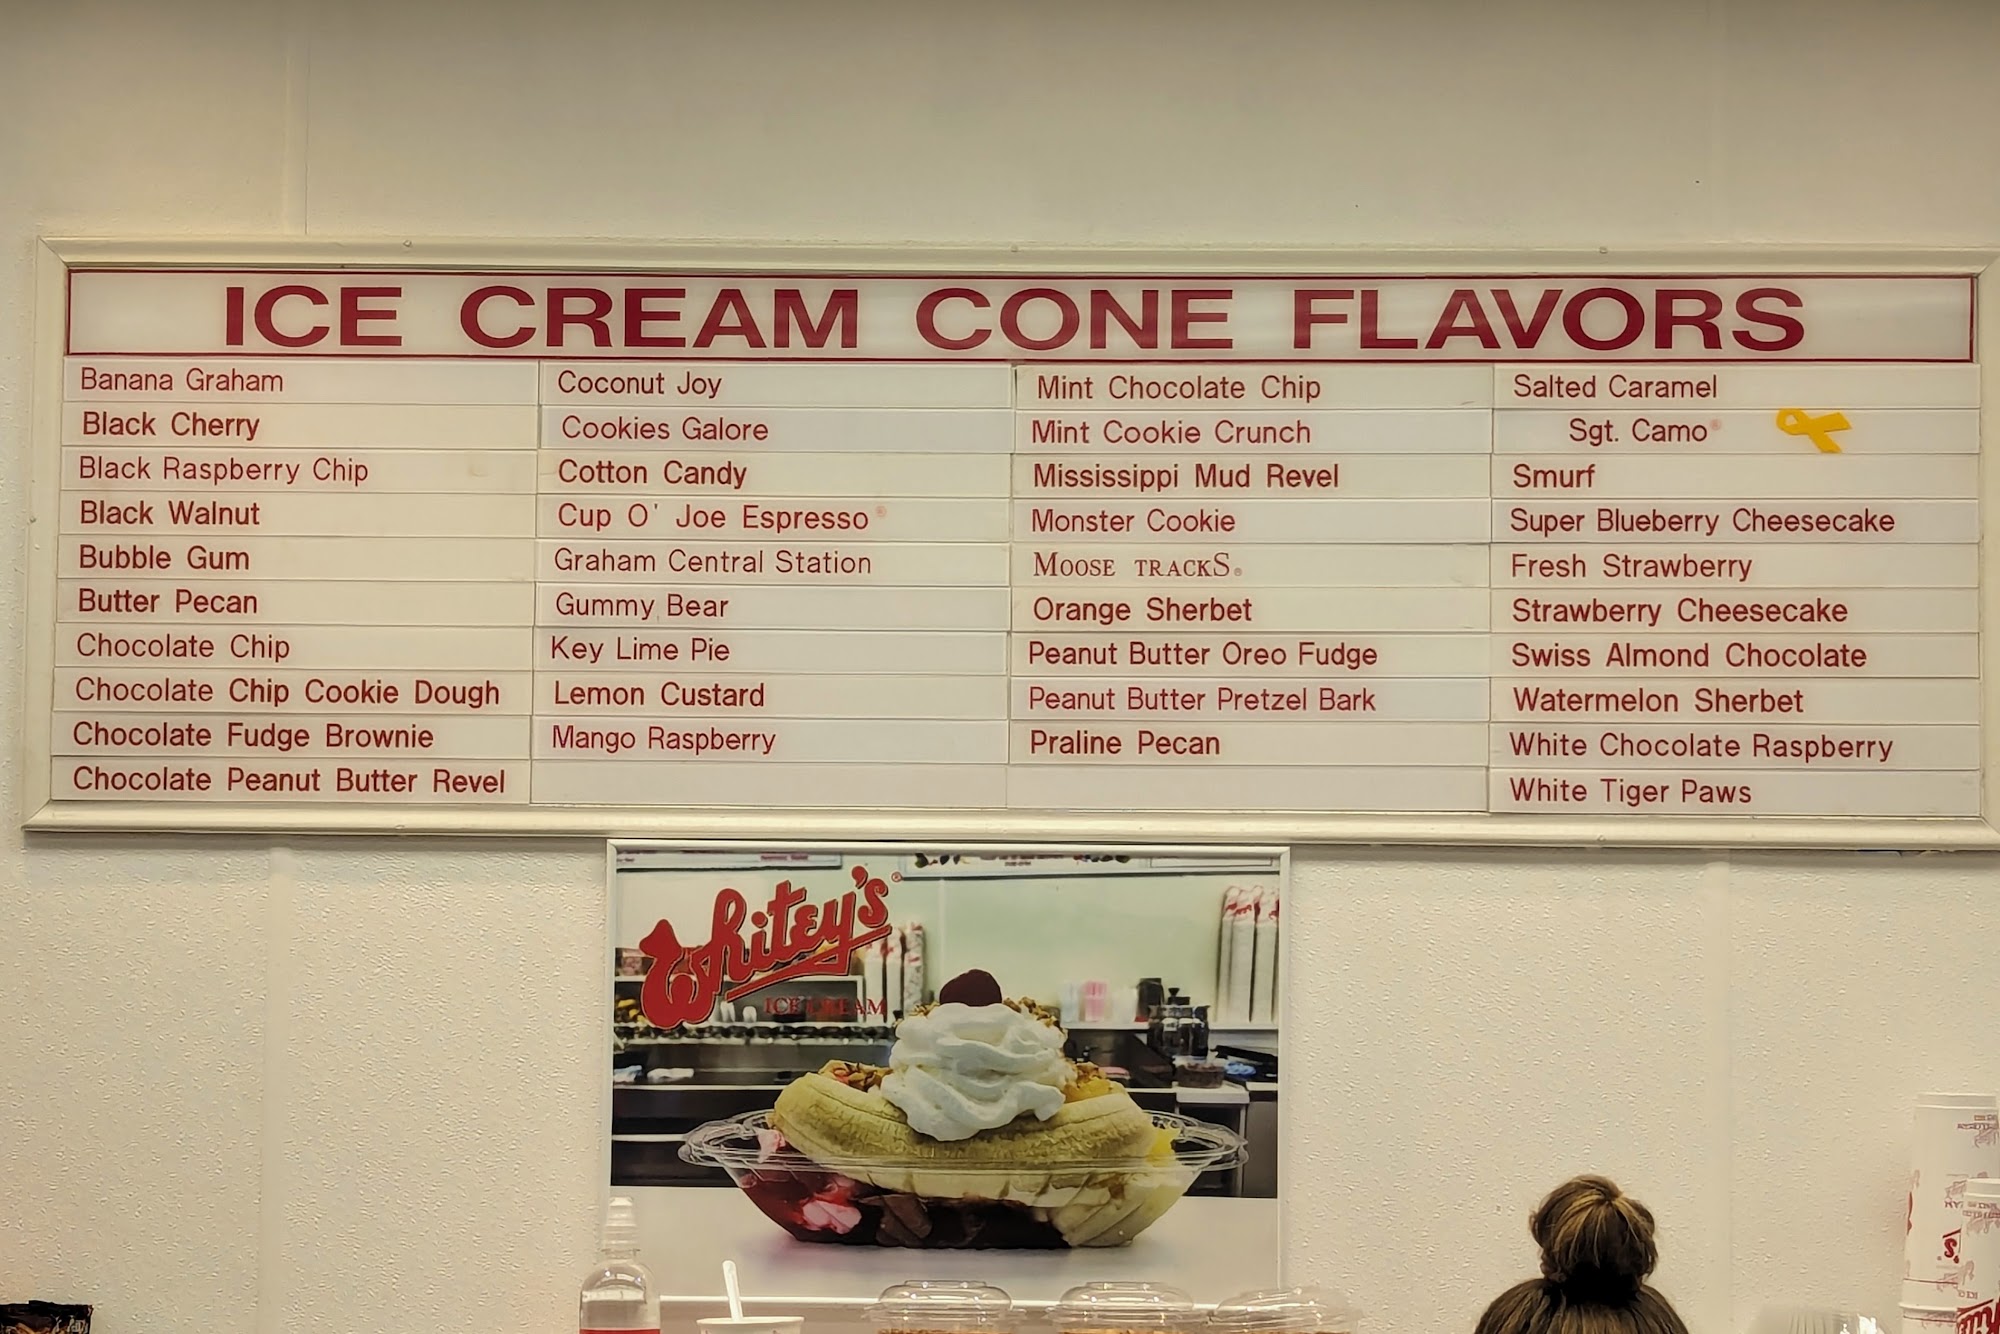 ICE CREAM CONE FLAVORS
Banana Graham
Black Cherry
Black Raspberry Chip
Black Walnut
Bubble Gum
Butter Pecan
Chocolate Chip
Chocolate Chip Cookie Dough
Chocolate Fudge Brownie
Chocolate Peanut Butter Revel
Coconut Joy
Cookies Galore
Cotton Candy
Cup O' Joe Espresso®
Graham Central Station
Gummy Bear
Key Lime Pie
Lemon Custard
Mango Raspberry
Mint Chocolate Chip
Mint Cookie Crunch
Mississippi Mud Revel
Monster Cookie
MOOSE TRACKS®
Orange Sherbet
Peanut Butter Oreo Fudge
Peanut Butter Pretzel Bark
Praline Pecan
Salted Caramel
Sgt. Camo®
Smurf
Super Blueberry Cheesecake
Fresh Strawberry
Strawberry Cheesecake
Swiss Almond Chocolate
Watermelon Sherbet
White Chocolate Raspberry
White Tiger Paws
Whitey's®
ICE CREAM